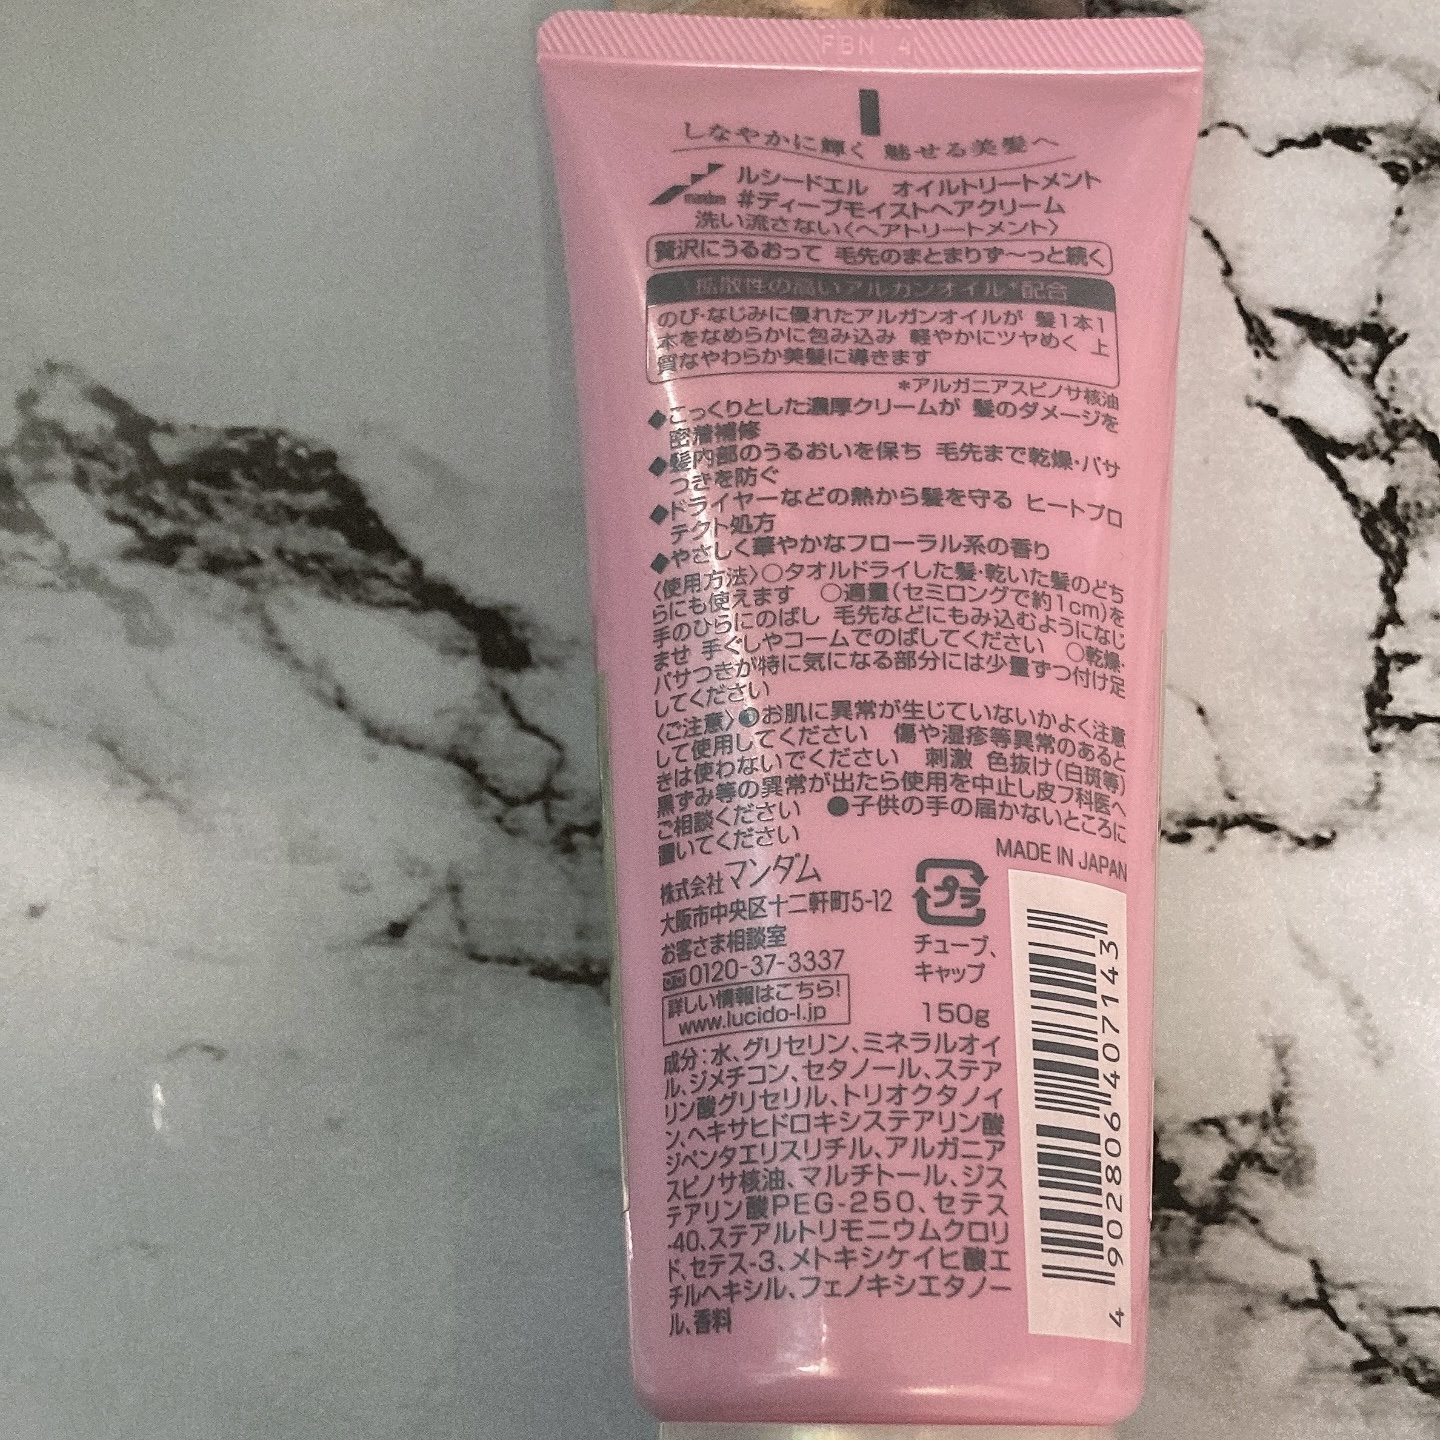 FBN 4
しなやかに輝く 魅せる美髪へ
mandom
ルシードエル オイルトリートメント
#ディープモイストヘアクリーム
洗い流さない〈ヘアトリートメント〉
贅沢にうるおって 毛先のまとまりず〜っと続く
拡散性の高いアルガンオイル*配合
のび・なじみに優れたアルガンオイルが 髪1本1
本をなめらかに包み込み 軽やかにツヤめく 上
質なやわらか美髪に導きます
*アルガニアスピノサ核油
◆こっくりとした濃厚クリームが 髪のダメージを
密着補修
◆髪内部のうるおいを保ち 毛先まで乾燥・パサ
つきを防ぐ
◆ドライヤーなどの熱から髪を守る ヒートプロ
テクト処方
◆やさしく華やかなフローラル系の香り
〈使用方法〉○タオルドライした髪・乾いた髪のどち
らにも使えます ○適量(セミロングで約1cm)を
手のひらにのばし 毛先などにもみ込むようになじ
ませ 手ぐしやコームでのばしてください ○乾燥・
パサつきが特に気になる部分には少量ずつ付け足
してください
〈ご注意〉●お肌に異常が生じていないかよく注意
して使用してください 傷や湿疹等異常のあると
きは使わないでください 刺激 色抜け(白斑等)
黒ずみ等の異常が出たら使用を中止し皮フ科医へ
ご相談ください ●子供の手の届かないところに
置いてください
MADE IN JAPAN
株式会社マンダム
大阪市中央区十二軒町5-12
お客さま相談室
0120-37-3337
詳しい情報はこちら!
www.lucido-l.jp
プラ
チューブ、
キャップ
150g
成分:水、グリセリン、ミネラルオイ
ル、ジメチコン、セタノール、ステア
リン酸グリセリル、トリオクタノイ
ン、ヘキサヒドロキシステアリン酸
ジペンタエリスリチル、アルガニア
スピノサ核油、マルチトール、ジス
テアリン酸PEG-250、セテス
-40、ステアルトリモニウムクロリ
ド、セテス-3、メトキシケイヒ酸エ
チルヘキシル、フェノキシエタノー
ル、香料
4 902806 407143